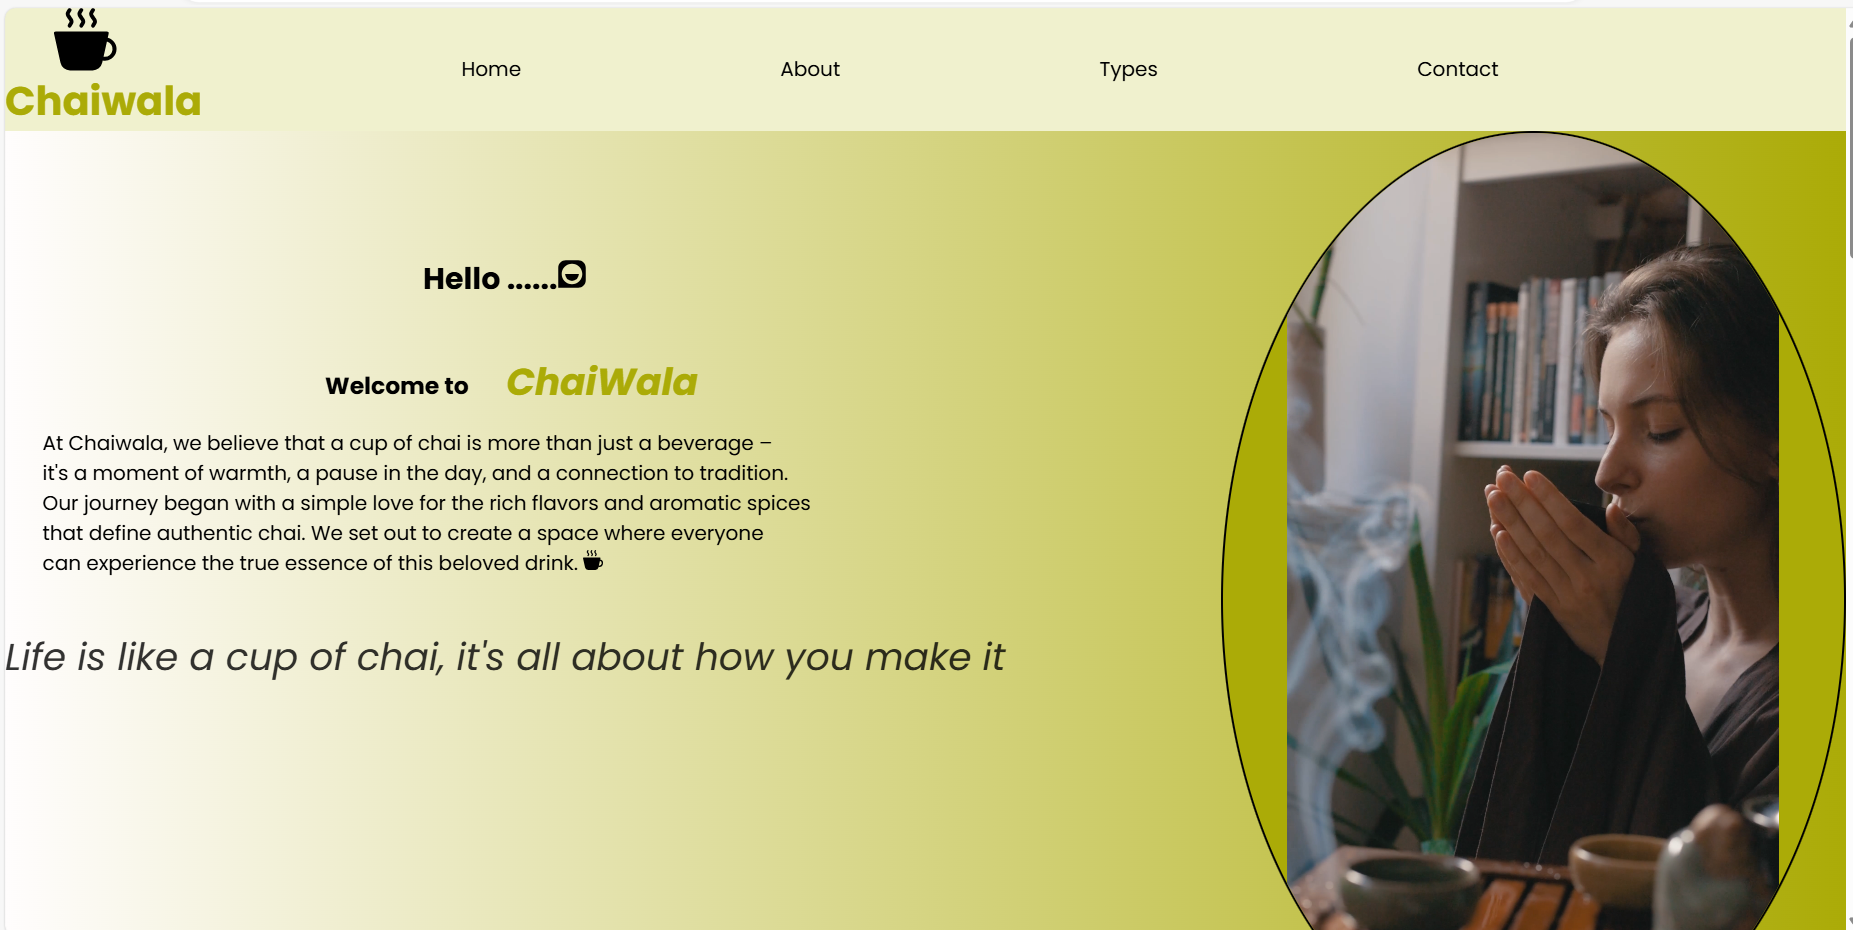 Chaiwala
Home
About
Types
Contact
Hello ......
Welcome to ChaiWala
At Chaiwala, we believe that a cup of chai is more than just a beverage –
it's a moment of warmth, a pause in the day, and a connection to tradition.
Our journey began with a simple love for the rich flavors and aromatic spices
that define authentic chai. We set out to create a space where everyone
can experience the true essence of this beloved drink.
Life is like a cup of chai, it's all about how you make it